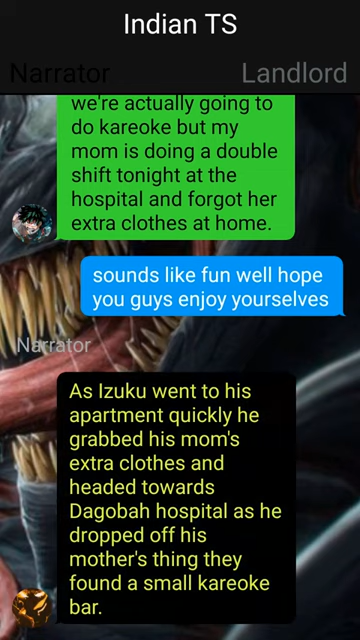 Indian TS
Narrator
Landlord
we're actually going to
do kareoke but my
mom is doing a double
shift tonight at the
hospital and forgot her
extra clothes at home.
sounds like fun well hope
you guys enjoy yourselves
Narrator
As Izuku went to his
apartment quickly he
grabbed his mom's
extra clothes and
headed towards
Dagobah hospital as he
dropped off his
mother's thing they
found a small kareoke
bar.